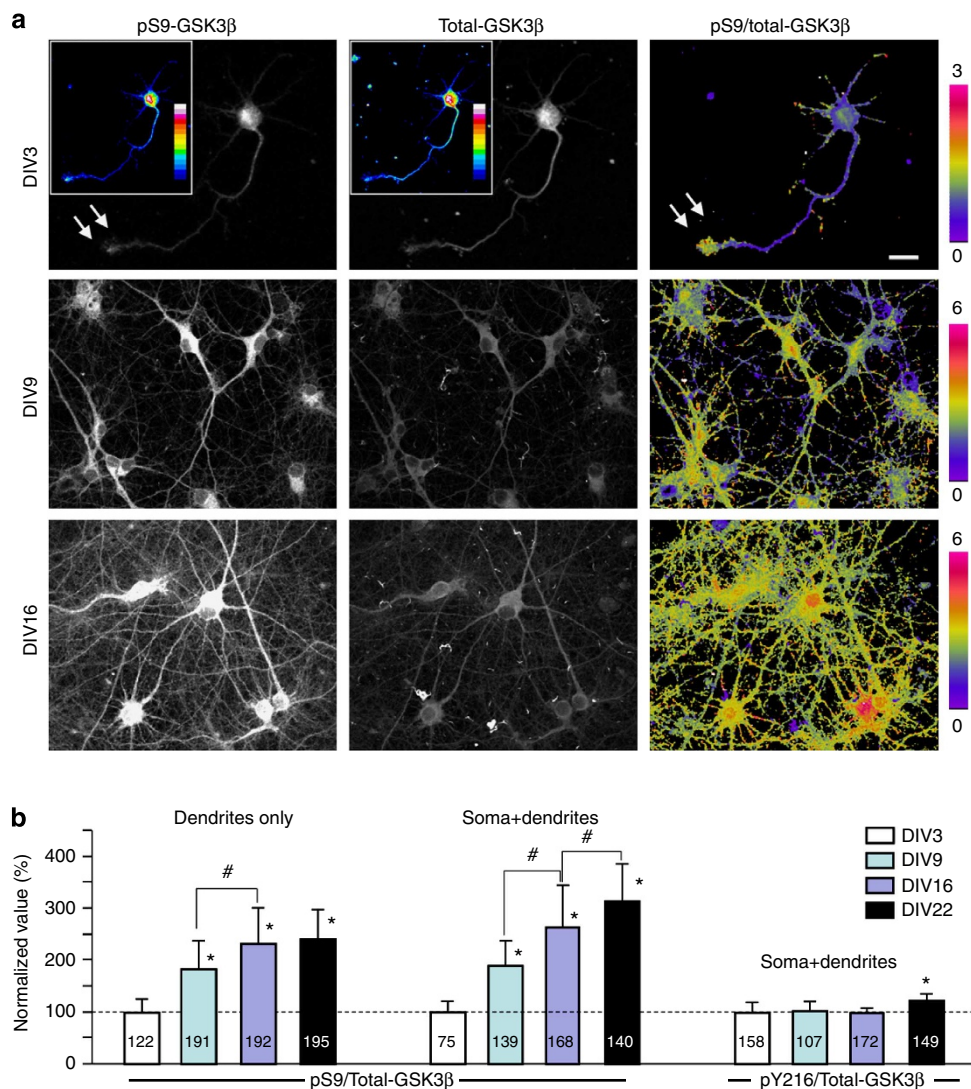 a
pS9-GSK3β
Total-GSK3β
pS9/total-GSK3β
DIV3
3
0
DIV9
6
0
DIV16
6
0
b
Dendrites only
Soma+dendrites
Soma+dendrites
DIV3
DIV9
DIV16
DIV22
Normalized value (%)
400
300
200
100
0
#
#
#
* * *
* * *
*
122 191 192 195
75 139 168 140
158 107 172 149
pS9/Total-GSK3β
pY216/Total-GSK3β